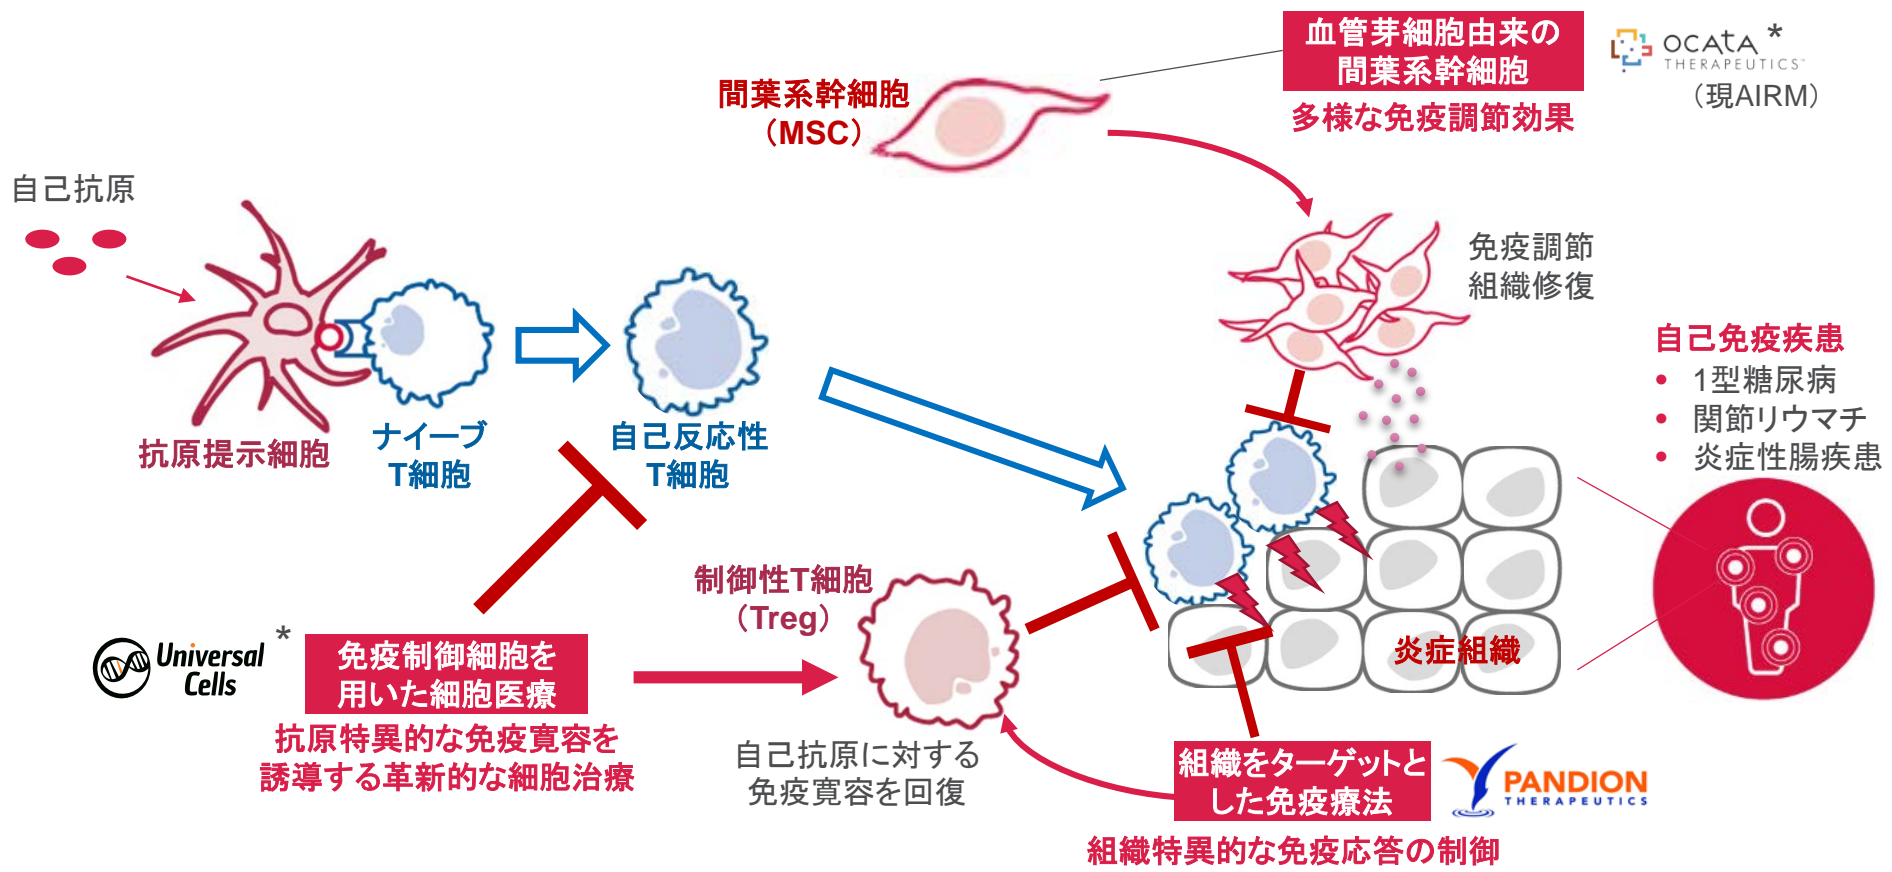 血管芽細胞由来の
間葉系幹細胞
多様な免疫調節効果
OCATA *
THERAPEUTICS™
（現AIRM）
間葉系幹細胞
（MSC）
自己抗原
免疫調節
組織修復
自己免疫疾患
• 1型糖尿病
• 関節リウマチ
• 炎症性腸疾患
抗原提示細胞
ナイーブ
T細胞
自己反応性
T細胞
制御性T細胞
（Treg）
炎症組織
Universal *
Cells
免疫制御細胞を
用いた細胞医療
抗原特異的な免疫寛容を
誘導する革新的な細胞治療
自己抗原に対する
免疫寛容を回復
組織をターゲットと
した免疫療法
PANDION
THERAPEUTICS
組織特異的な免疫応答の制御